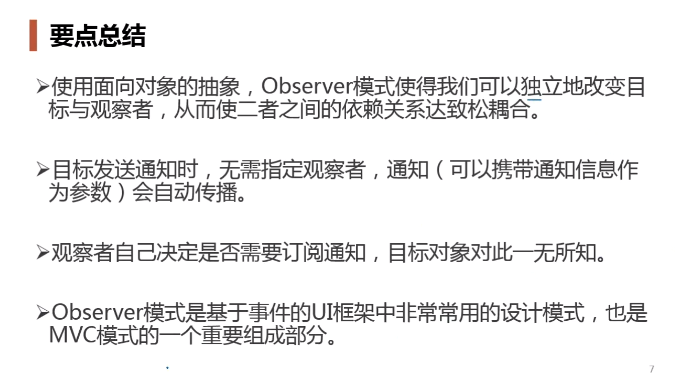 要点总结
➢使用面向对象的抽象，Observer模式使得我们可以独立地改变目
标与观察者，从而使二者之间的依赖关系达致松耦合。
➢目标发送通知时，无需指定观察者，通知（可以携带通知信息作
为参数）会自动传播。
➢观察者自己决定是否需要订阅通知，目标对象对此一无所知。
➢Observer模式是基于事件的UI框架中非常常用的设计模式，也是
MVC模式的一个重要组成部分。
7